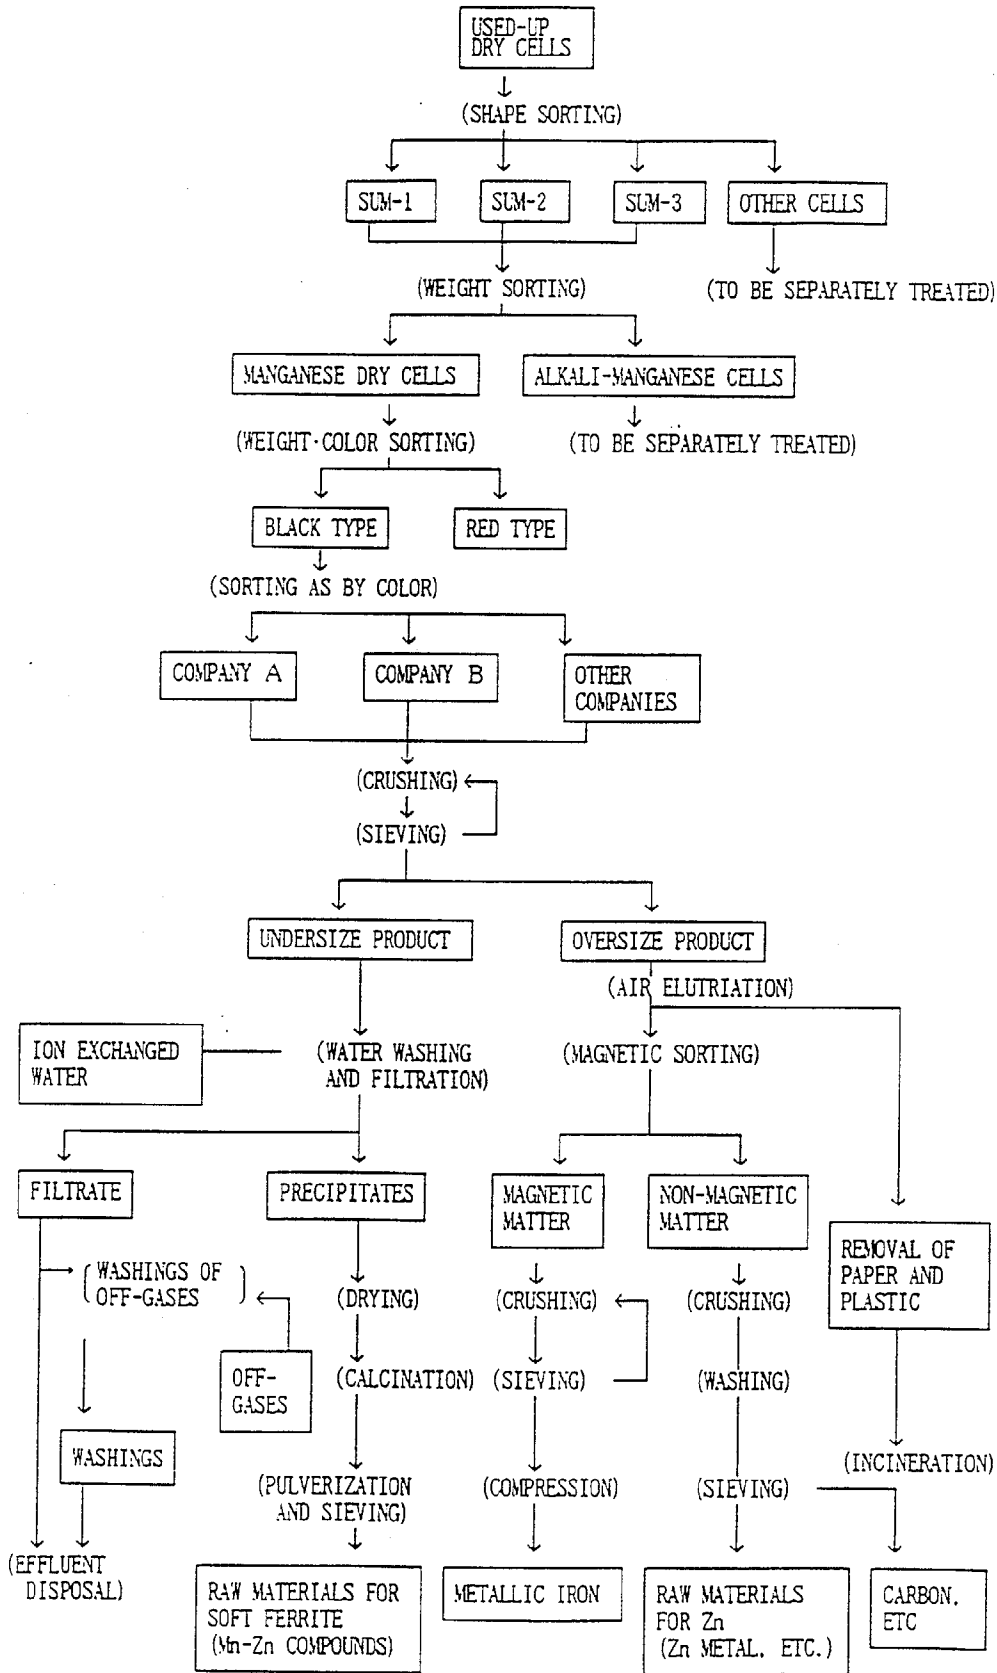 USED-UP
DRY CELLS
(SHAPE SORTING)
SUM-1
SUM-2
SUM-3
OTHER CELLS
(WEIGHT SORTING)
(TO BE SEPARATELY TREATED)
MANGANESE DRY CELLS
ALKALI-MANGANESE CELLS
(WEIGHT·COLOR SORTING)
(TO BE SEPARATELY TREATED)
BLACK TYPE
RED TYPE
(SORTING AS BY COLOR)
COMPANY A
COMPANY B
OTHER
COMPANIES
(CRUSHING)
(SIEVING)
UNDERSIZE PRODUCT
OVERSIZE PRODUCT
(AIR ELUTRIATION)
ION EXCHANGED
WATER
(WATER WASHING
AND FILTRATION)
(MAGNETIC SORTING)
FILTRATE
PRECIPITATES
MAGNETIC
MATTER
NON-MAGNETIC
MATTER
REMOVAL OF
PAPER AND
PLASTIC
(WASHINGS OF
OFF-GASES)
(DRYING)
(CRUSHING)
(CRUSHING)
OFF-
GASES
(CALCINATION)
(SIEVING)
(WASHING)
WASHINGS
(INCINERATION)
(PULVERIZATION
AND SIEVING)
(COMPRESSION)
(SIEVING)
(EFFLUENT
DISPOSAL)
RAW MATERIALS FOR
SOFT FERRITE
(Mn-Zn COMPOUNDS)
METALLIC IRON
RAW MATERIALS
FOR Zn
(Zn METAL. ETC.)
CARBON.
ETC